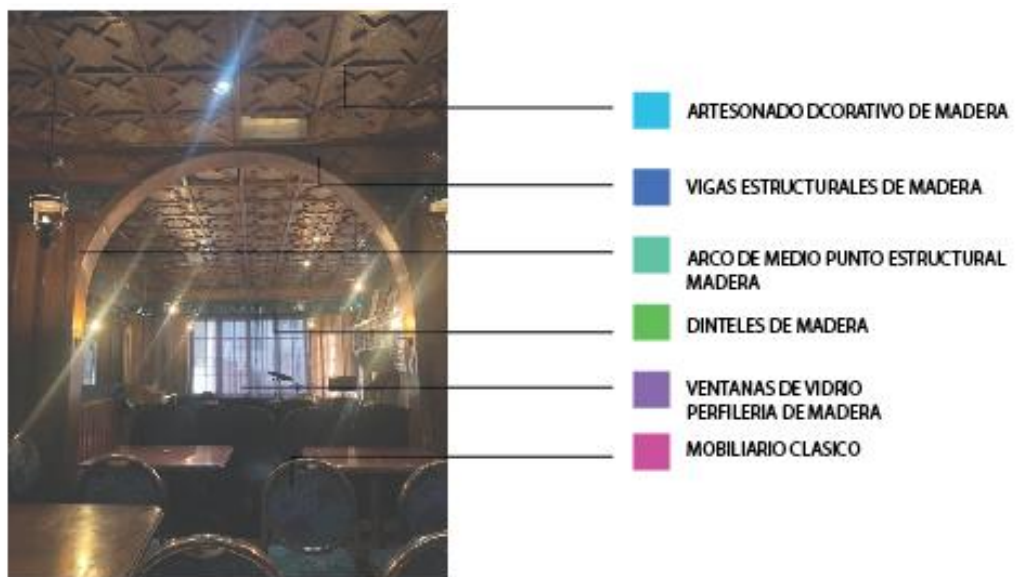 ARTESONADO DCORATIVO DE MADERA
VIGAS ESTRUCTURALES DE MADERA
ARCO DE MEDIO PUNTO ESTRUCTURAL
MADERA
DINTELES DE MADERA
VENTANAS DE VIDRIO
PERFILERIA DE MADERA
MOBILIARIO CLASICO